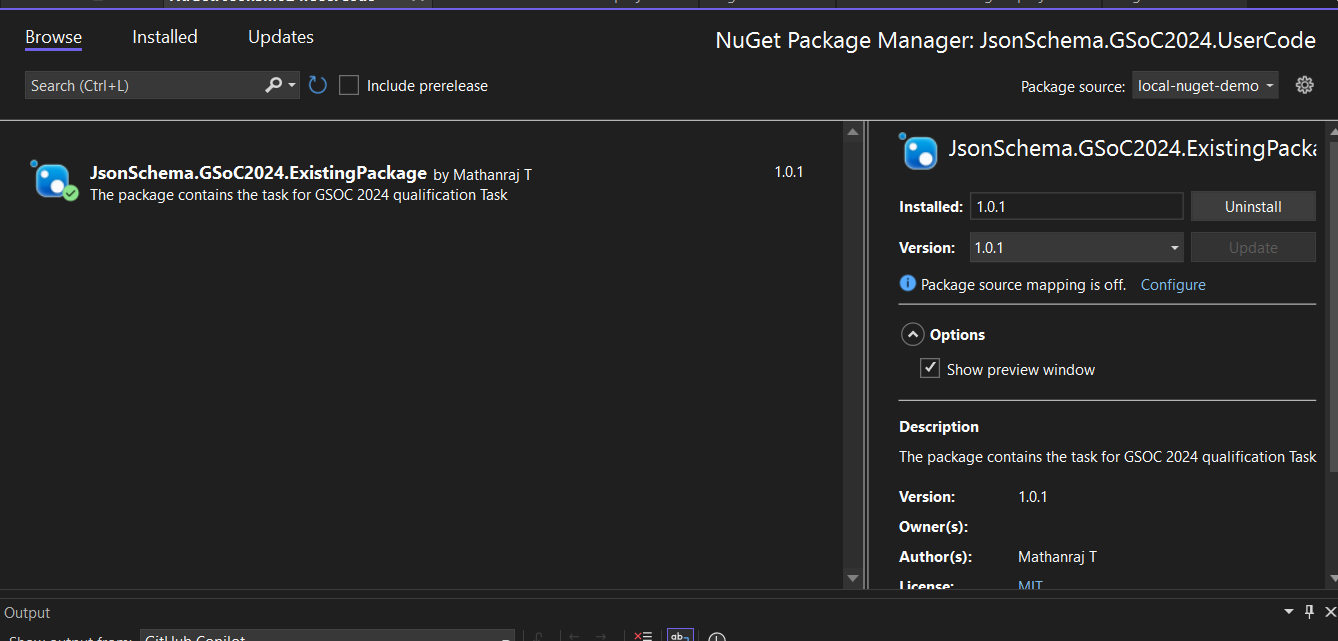 Browse Installed Updates
NuGet Package Manager: JsonSchema.GSoC2024.UserCode
Search (Ctrl+L)
Include prerelease
Package source: local-nuget-demo
JsonSchema.GSoC2024.ExistingPackage by Mathanraj T 1.0.1
The package contains the task for GSOC 2024 qualification Task
JsonSchema.GSoC2024.ExistingPacka
Installed: 1.0.1 Uninstall
Version: 1.0.1 Update
Package source mapping is off. Configure
Options
Show preview window
Description
The package contains the task for GSOC 2024 qualification Task
Version: 1.0.1
Owner(s):
Author(s): Mathanraj T
License: MIT
Output
Show output from: GitHub Copilot
ab